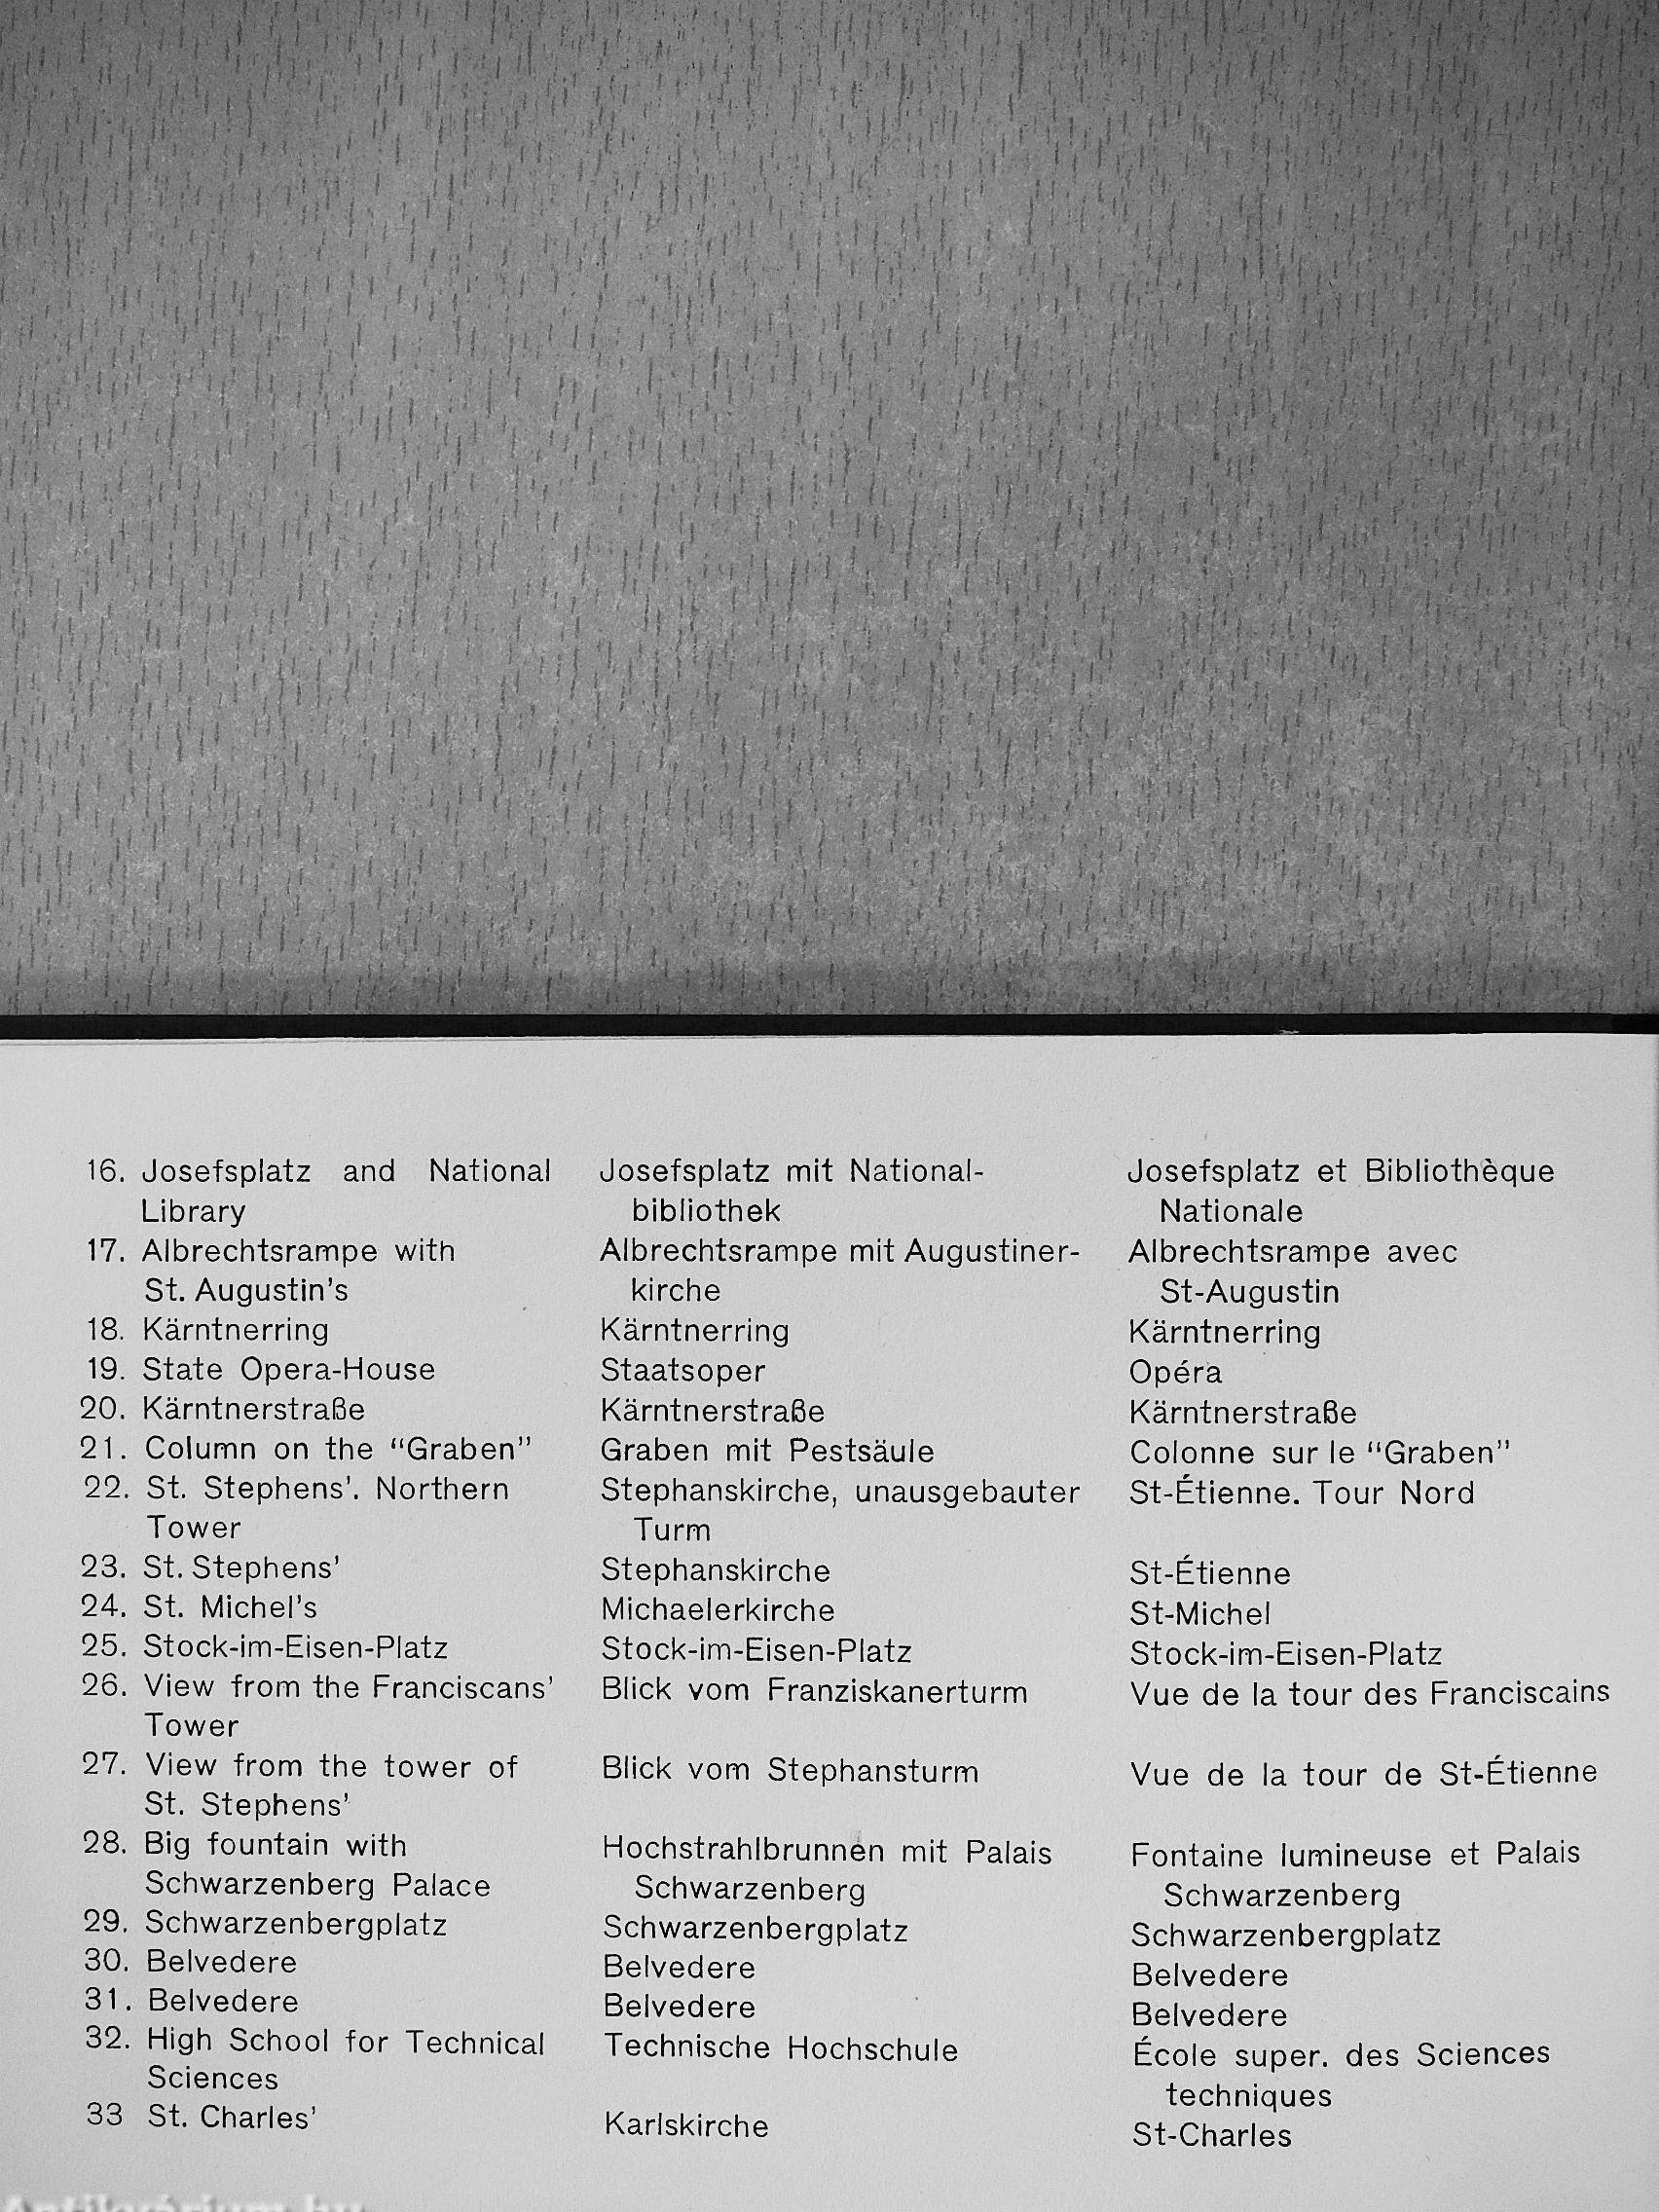 16. Josefsplatz and National
Library
17. Albrechtsrampe with
St. Augustin's
18. Kärntnerring
19. State Opera-House
20. Kärntnerstraße
21. Column on the “Graben”
22. St. Stephens'. Northern
Tower
23. St. Stephens'
24. St. Michel's
25. Stock-im-Eisen-Platz
26. View from the Franciscans'
Tower
27. View from the tower of
St. Stephens'
28. Big fountain with
Schwarzenberg Palace
29. Schwarzenbergplatz
30. Belvedere
31. Belvedere
32. High School for Technical
Sciences
33 St. Charles'
Josefsplatz mit National-
bibliothek
Albrechtsrampe mit Augustiner-
kirche
Kärntnerring
Staatsoper
Kärntnerstraße
Graben mit Pestsäule
Stephanskirche, unausgebauter
Turm
Stephanskirche
Michaelerkirche
Stock-im-Eisen-Platz
Blick vom Franziskanerturm
Blick vom Stephansturm
Hochstrahlbrunnen mit Palais
Schwarzenberg
Schwarzenbergplatz
Belvedere
Belvedere
Technische Hochschule
Karlskirche
Josefsplatz et Bibliothèque
Nationale
Albrechtsrampe avec
St-Augustin
Kärntnerring
Opéra
Kärntnerstraße
Colonne sur le “Graben”
St-Étienne. Tour Nord
St-Étienne
St-Michel
Stock-im-Eisen-Platz
Vue de la tour des Franciscains
Vue de la tour de St-Étienne
Fontaine lumineuse et Palais
Schwarzenberg
Schwarzenbergplatz
Belvedere
Belvedere
École super. des Sciences
techniques
St-Charles